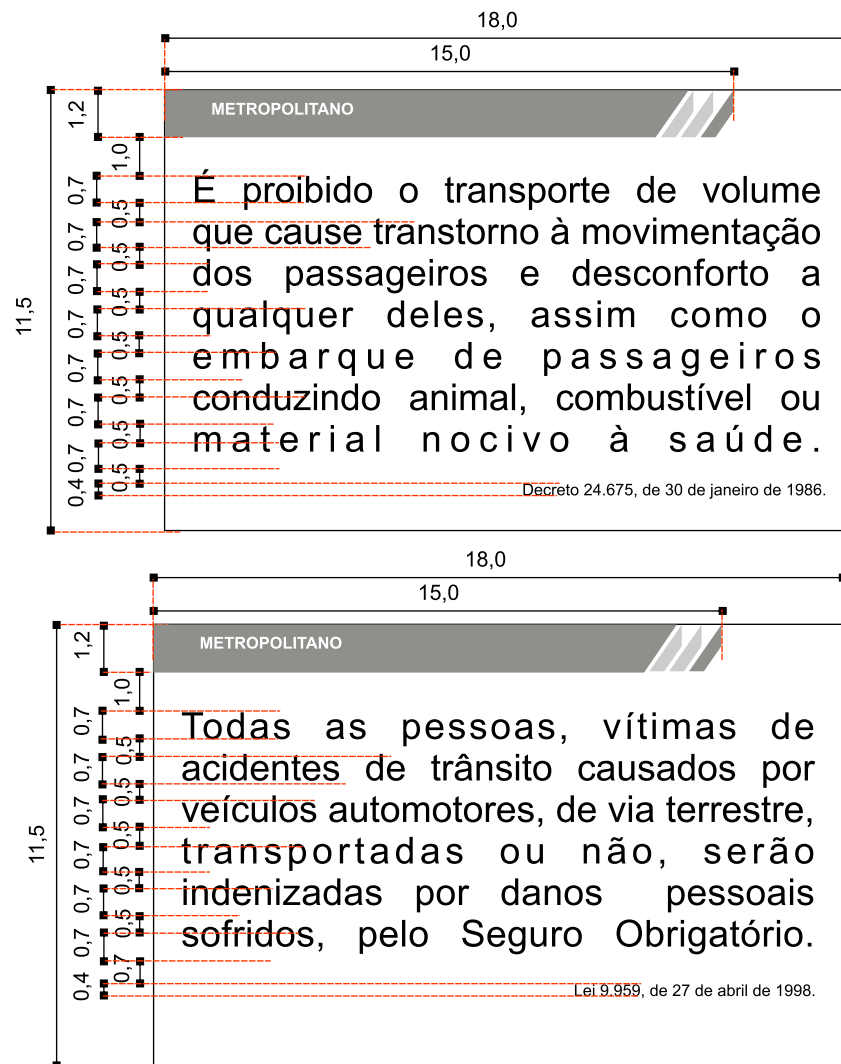 18,0
15,0
1,2
METROPOLITANO
1,0
0,7
É proibido o transporte de volume
0,5
0,7
que cause transtorno à movimentação
0,5
0,7
dos passageiros e desconforto a
0,5
11,5
0,7
qualquer deles, assim como o
0,5
0,7
embarque de passageiros
0,5
0,7
conduzindo animal, combustível ou
0,5
0,7
material nocivo à saúde.
0,5
0,4
Decreto 24.675, de 30 de janeiro de 1986.
18,0
15,0
1,2
METROPOLITANO
1,0
0,7
Todas as pessoas, vítimas de
0,5
0,7
acidentes de trânsito causados por
0,5
0,7
veículos automotores, de via terrestre,
0,5
11,5
0,7
transportadas ou não, serão
0,5
0,7
indenizadas por danos pessoais
0,5
0,7
sofridos, pelo Seguro Obrigatório.
0,7
0,4
Lei 9.959, de 27 de abril de 1998.